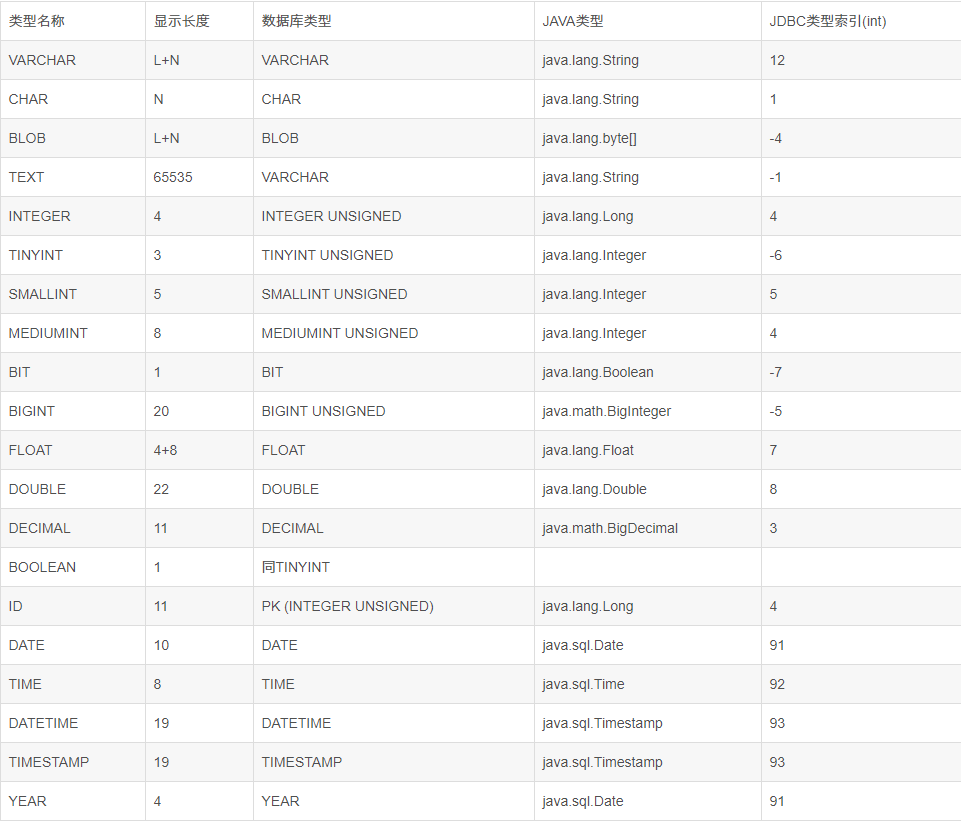 类型名称 显示长度 数据库类型 JAVA类型 JDBC类型索引(int)
VARCHAR L+N VARCHAR java.lang.String 12
CHAR N CHAR java.lang.String 1
BLOB L+N BLOB java.lang.byte[] -4
TEXT 65535 VARCHAR java.lang.String -1
INTEGER 4 INTEGER UNSIGNED java.lang.Long 4
TINYINT 3 TINYINT UNSIGNED java.lang.Integer -6
SMALLINT 5 SMALLINT UNSIGNED java.lang.Integer 5
MEDIUMINT 8 MEDIUMINT UNSIGNED java.lang.Integer 4
BIT 1 BIT java.lang.Boolean -7
BIGINT 20 BIGINT UNSIGNED java.math.BigInteger -5
FLOAT 4+8 FLOAT java.lang.Float 7
DOUBLE 22 DOUBLE java.lang.Double 8
DECIMAL 11 DECIMAL java.math.BigDecimal 3
BOOLEAN 1 同TINYINT
ID 11 PK (INTEGER UNSIGNED) java.lang.Long 4
DATE 10 DATE java.sql.Date 91
TIME 8 TIME java.sql.Time 92
DATETIME 19 DATETIME java.sql.Timestamp 93
TIMESTAMP 19 TIMESTAMP java.sql.Timestamp 93
YEAR 4 YEAR java.sql.Date 91